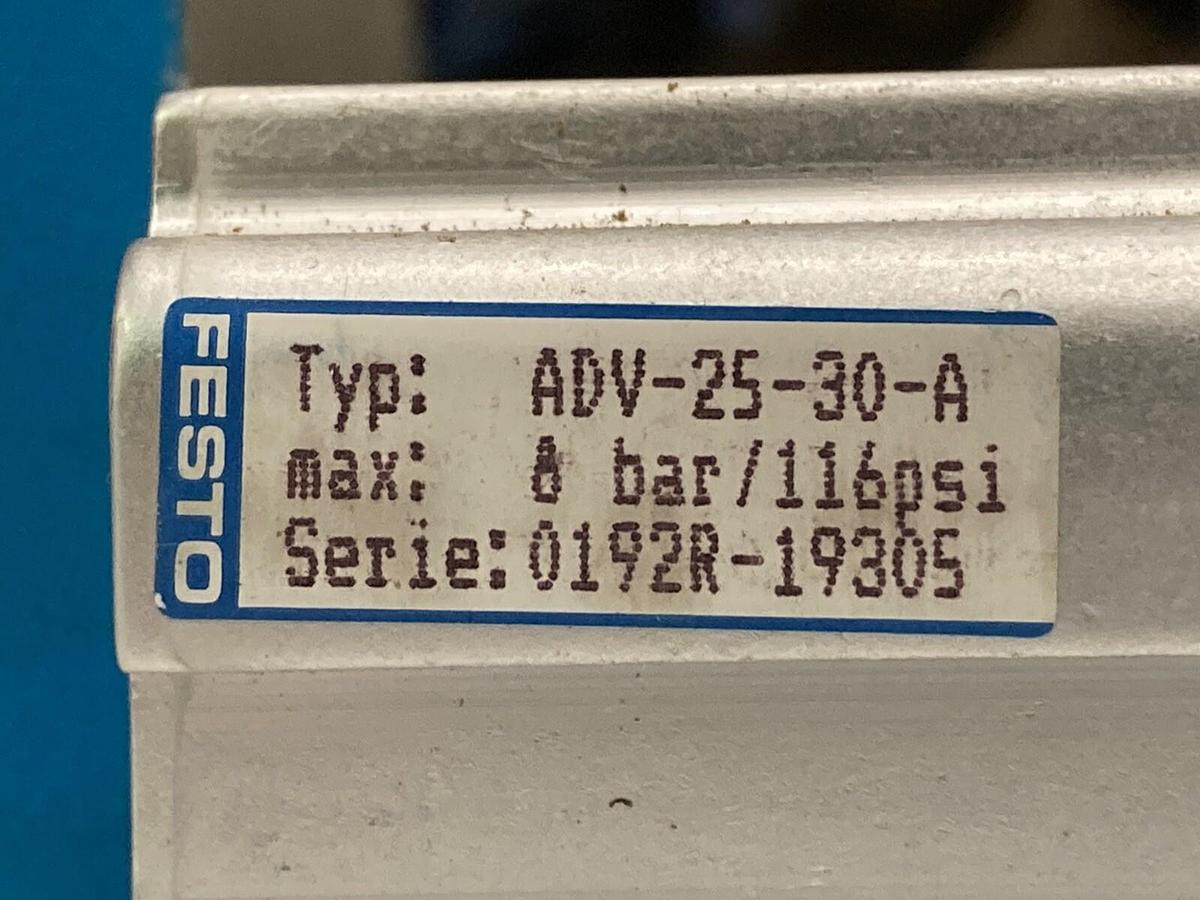 FESTO
Typ: ADV-25-30-A
max: 8 bar/116psi
Serie: 0192R-19305